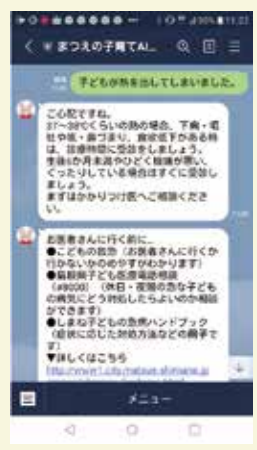 まつえの子育てAI...
子どもが熱を出してしまいました。
ご心配ですね。
37～38℃くらいの熱の場合、下痢・嘔
吐や咳・鼻づまり、食欲低下がある時
は、診療時間に受診をしましょう。
生後6か月未満やひどく機嫌が悪い、
ぐったりしている場合はすぐに受診し
ましょう。
まずはかかりつけ医へご相談くださ
い。
お医者さんに行く前に…
●こどもの救急（お医者さんに行くか
行かないかのめやすがわかります）
●島根県子ども医療電話相談
（#8000）（休日・夜間の急な子ども
の病気にどう対処したらよいのか相談
ができます）
●しまね子どもの急病ハンドブック
（症状に応じた対処方法などの冊子で
す）
▼詳しくはこちら
メニュー